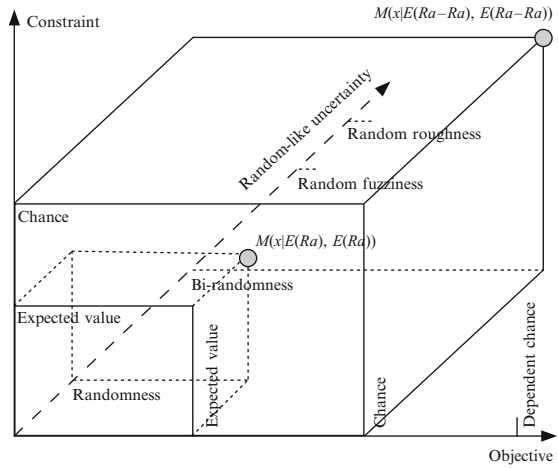 M(x|E(Ra–Ra), E(Ra–Ra))
Constraint
Random-like uncertainty
Random roughness
Random fuzziness
Chance
M(x|E(Ra), E(Ra))
Bi-randomness
Expected value
Randomness
Expected value
Chance
Dependent chance
Objective